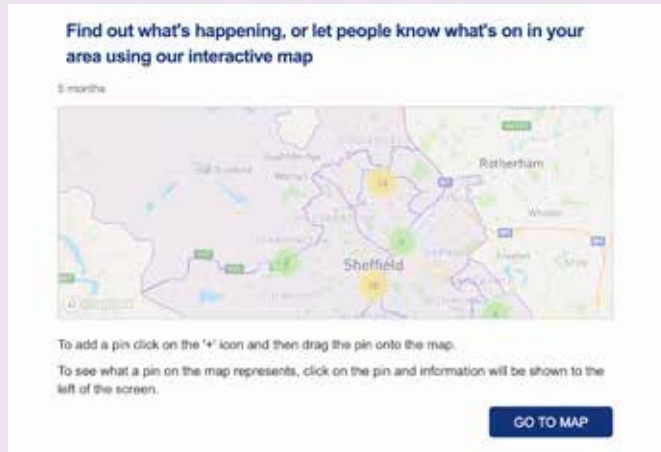 Find out what's happening, or let people know what's on in your
area using our interactive map
5 months
Rotherham
Sheffield
To add a pin click on the '+' icon and then drag the pin onto the map.
To see what a pin on the map represents, click on the pin and information will be shown to the
left of the screen.
GO TO MAP